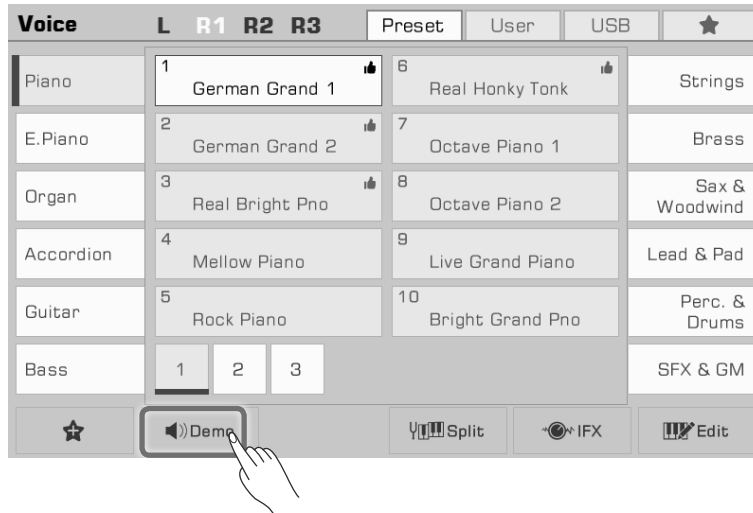 Voice L R1 R2 R3 Preset User USB
Piano
E.Piano
Organ
Accordion
Guitar
Bass
1
German Grand 1
2
German Grand 2
3
Real Bright Pno
4
Mellow Piano
5
Rock Piano
6
Real Honky Tonk
7
Octave Piano 1
8
Octave Piano 2
9
Live Grand Piano
10
Bright Grand Pno
1 2 3
Strings
Brass
Sax &
Woodwind
Lead & Pad
Perc. &
Drums
SFX & GM
Demo Split IFX Edit